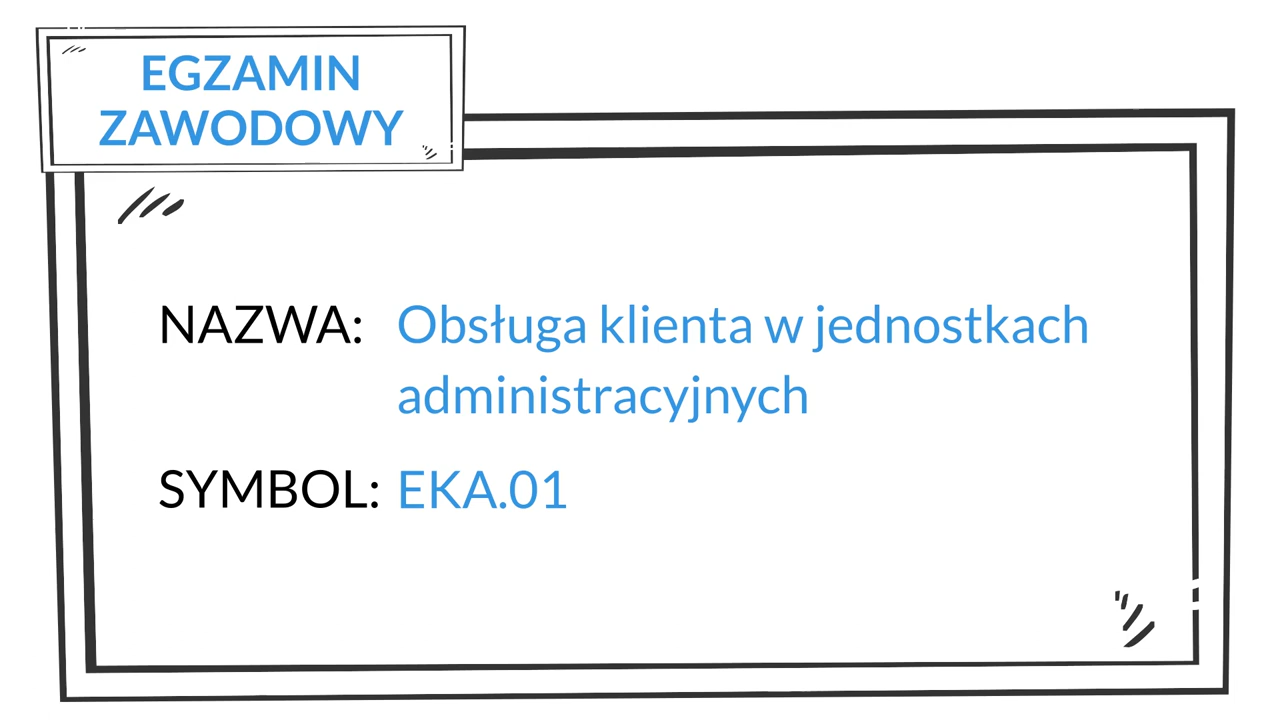 EGZAMIN
ZAWODOWY
NAZWA: Obsługa klienta w jednostkach
administracyjnych
SYMBOL: EKA.01